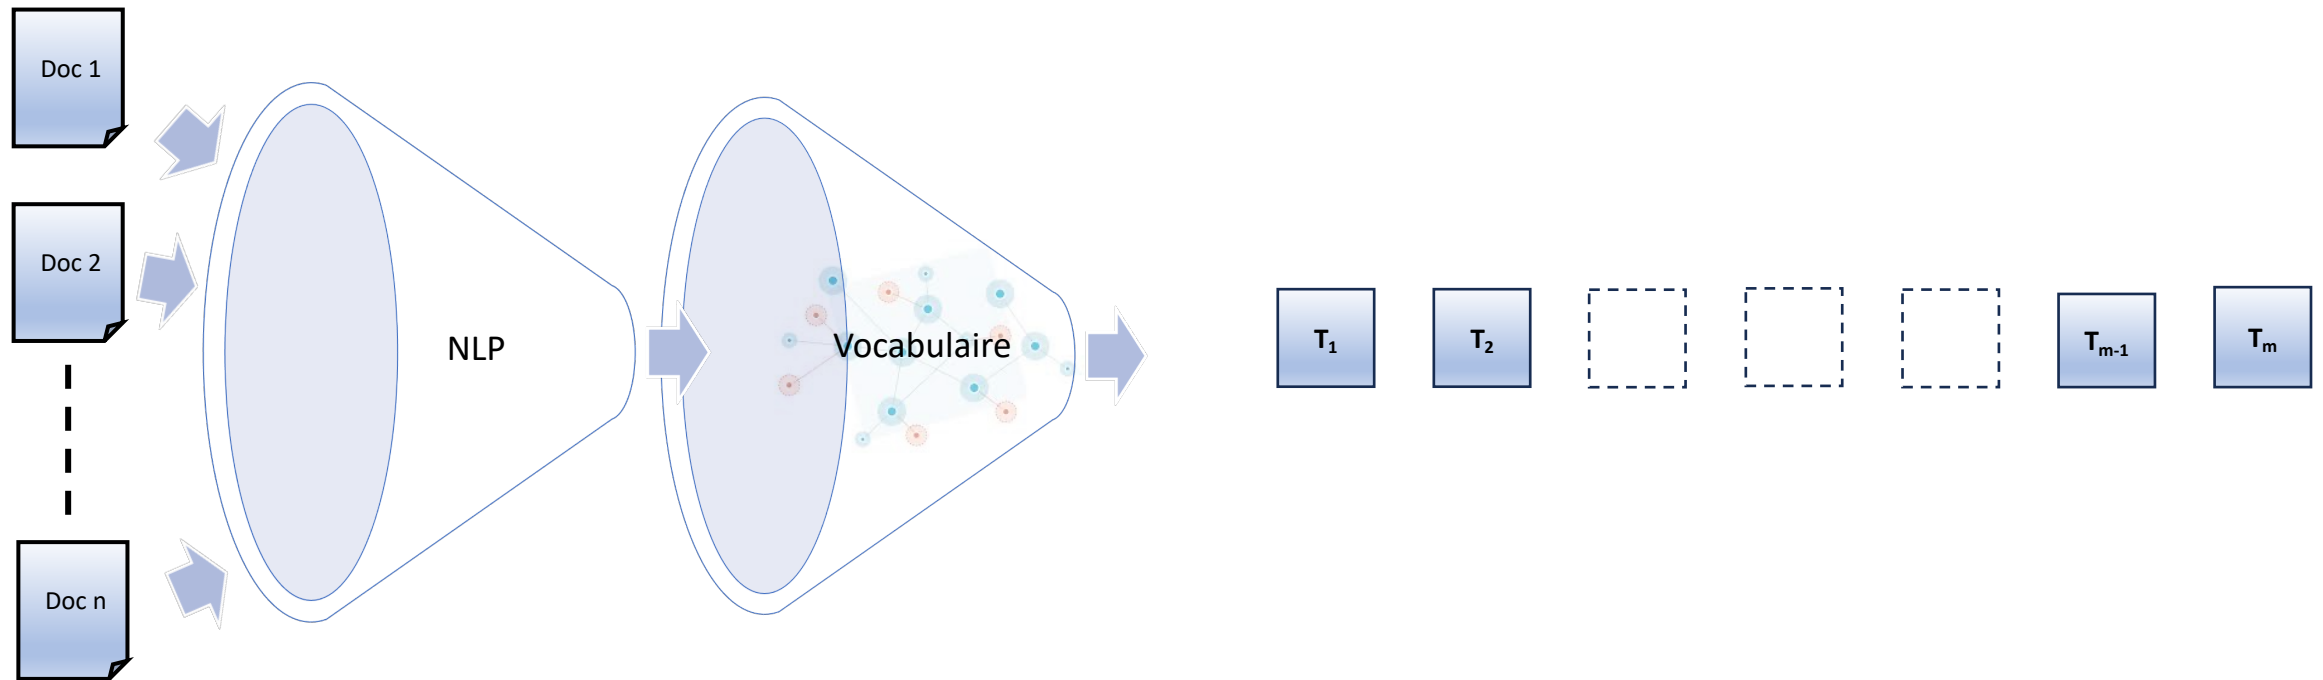 Doc 1
Doc 2
Doc n
NLP
Vocabulaire
T1
T2
Tm-1
Tm